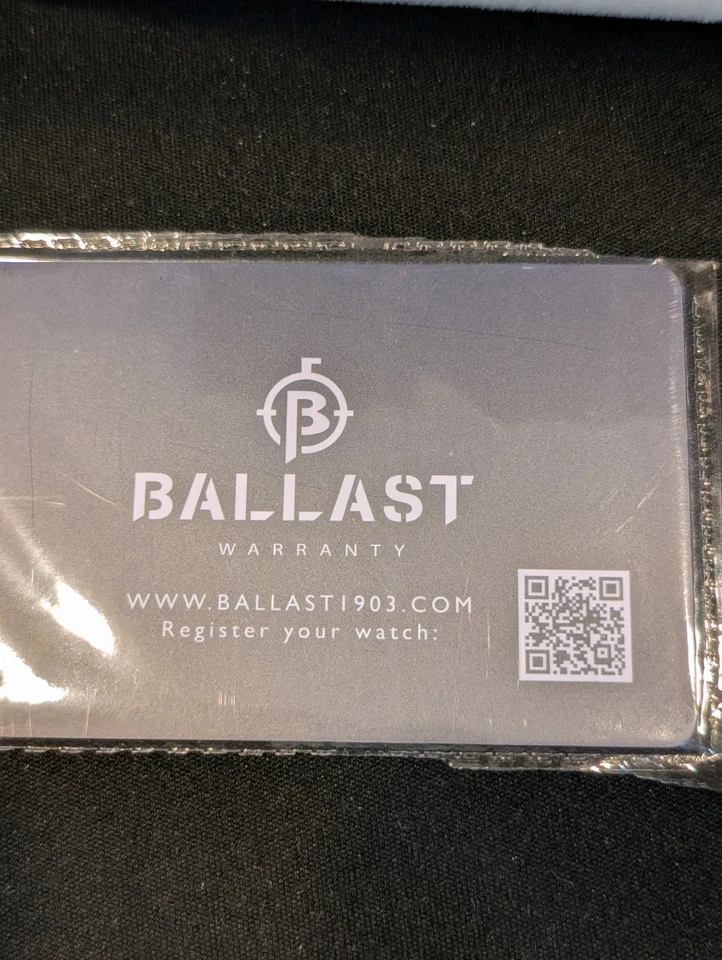 BALLAST
WARRANTY
WWW.BALLAST1903.COM
Register your watch: